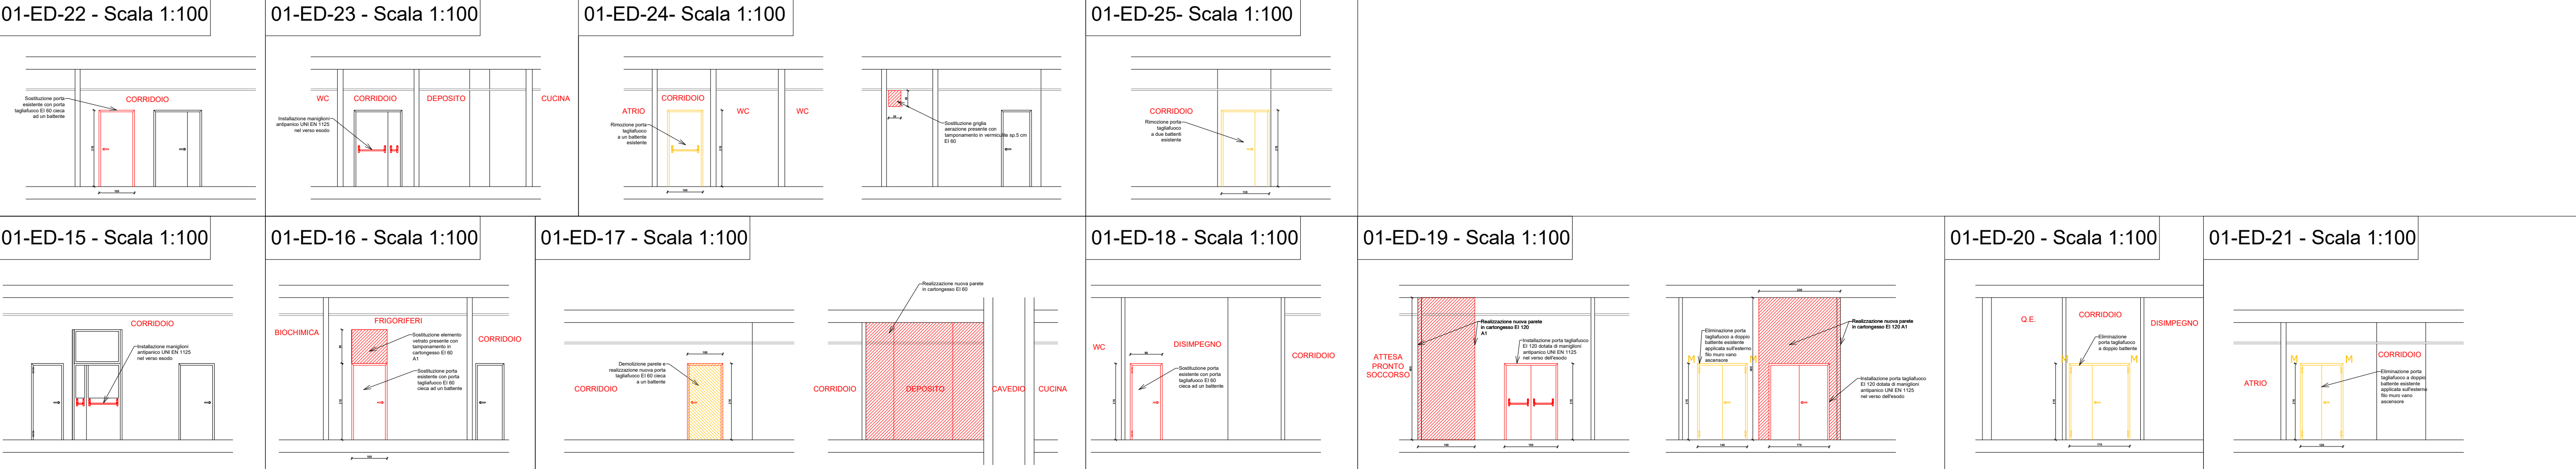 01-ED-22 - Scala 1:100
Sostituzione porta
esistente con porta
tagliafuoco EI 60 cieca
ad un battente
CORRIDOIO
01-ED-23 - Scala 1:100
WC
CORRIDOIO
DEPOSITO
CUCINA
Installazione maniglioni
antipanico UNI EN 1125
nel verso esodo
01-ED-24- Scala 1:100
ATRIO
CORRIDOIO
WC
WC
Rimozione porta
tagliafuoco
a un battente
esistente
Sostituzione griglia
aerazione presente con
tamponamento in vermiculite sp.5 cm
EI 60
01-ED-25- Scala 1:100
CORRIDOIO
Rimozione porta
tagliafuoco
a due battenti
esistente
01-ED-15 - Scala 1:100
CORRIDOIO
Installazione maniglioni
antipanico UNI EN 1125
nel verso esodo
01-ED-16 - Scala 1:100
BIOCHIMICA
FRIGORIFERI
CORRIDOIO
Sostituzione elemento
vetrato presente con
tamponamento in
cartongesso EI 60
A1
Sostituzione porta
esistente con porta
tagliafuoco EI 60
cieca ad un battente
01-ED-17 - Scala 1:100
Demolizione parete e
realizzazione nuova porta
tagliafuoco EI 60 cieca
a un battente
CORRIDOIO
Realizzazione nuova parete
in cartongesso EI 60
CORRIDOIO
DEPOSITO
CAVEDIO
CUCINA
01-ED-18 - Scala 1:100
WC
DISIMPEGNO
CORRIDOIO
Sostituzione porta
esistente con porta
tagliafuoco EI 60
cieca ad un battente
01-ED-19 - Scala 1:100
ATTESA
PRONTO
SOCCORSO
Realizzazione nuova parete
in cartongesso EI 120
A1
Installazione porta tagliafuoco
EI 120 dotata di maniglioni
antipanico UNI EN 1125
nel verso dell'esodo
Eliminazione porta
tagliafuoco a doppio
battente esistente
applicata sull'esterno
filo muro vano
ascensore
M
M
Realizzazione nuova parete
in cartongesso EI 120 A1
Installazione porta tagliafuoco
EI 120 dotata di maniglioni
antipanico UNI EN 1125
nel verso dell'esodo
01-ED-20 - Scala 1:100
Q.E.
CORRIDOIO
DISIMPEGNO
Eliminazione
porta tagliafuoco
a doppio battente
M
M
01-ED-21 - Scala 1:100
ATRIO
M
M
CORRIDOIO
Eliminazione porta
tagliafuoco a doppio
battente esistente
applicata sull'esterno
filo muro vano
ascensore